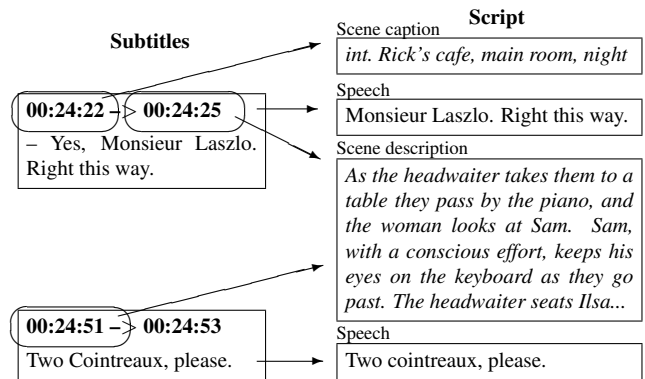 Subtitles
00:24:22 –> 00:24:25
– Yes, Monsieur Laszlo.
Right this way.
00:24:51 –> 00:24:53
Two Cointreaux, please.
Script
Scene caption
int. Rick's cafe, main room, night
Speech
Monsieur Laszlo. Right this way.
Scene description
As the headwaiter takes them to a
table they pass by the piano, and
the woman looks at Sam. Sam,
with a conscious effort, keeps his
eyes on the keyboard as they go
past. The headwaiter seats Ilsa...
Speech
Two cointreaux, please.